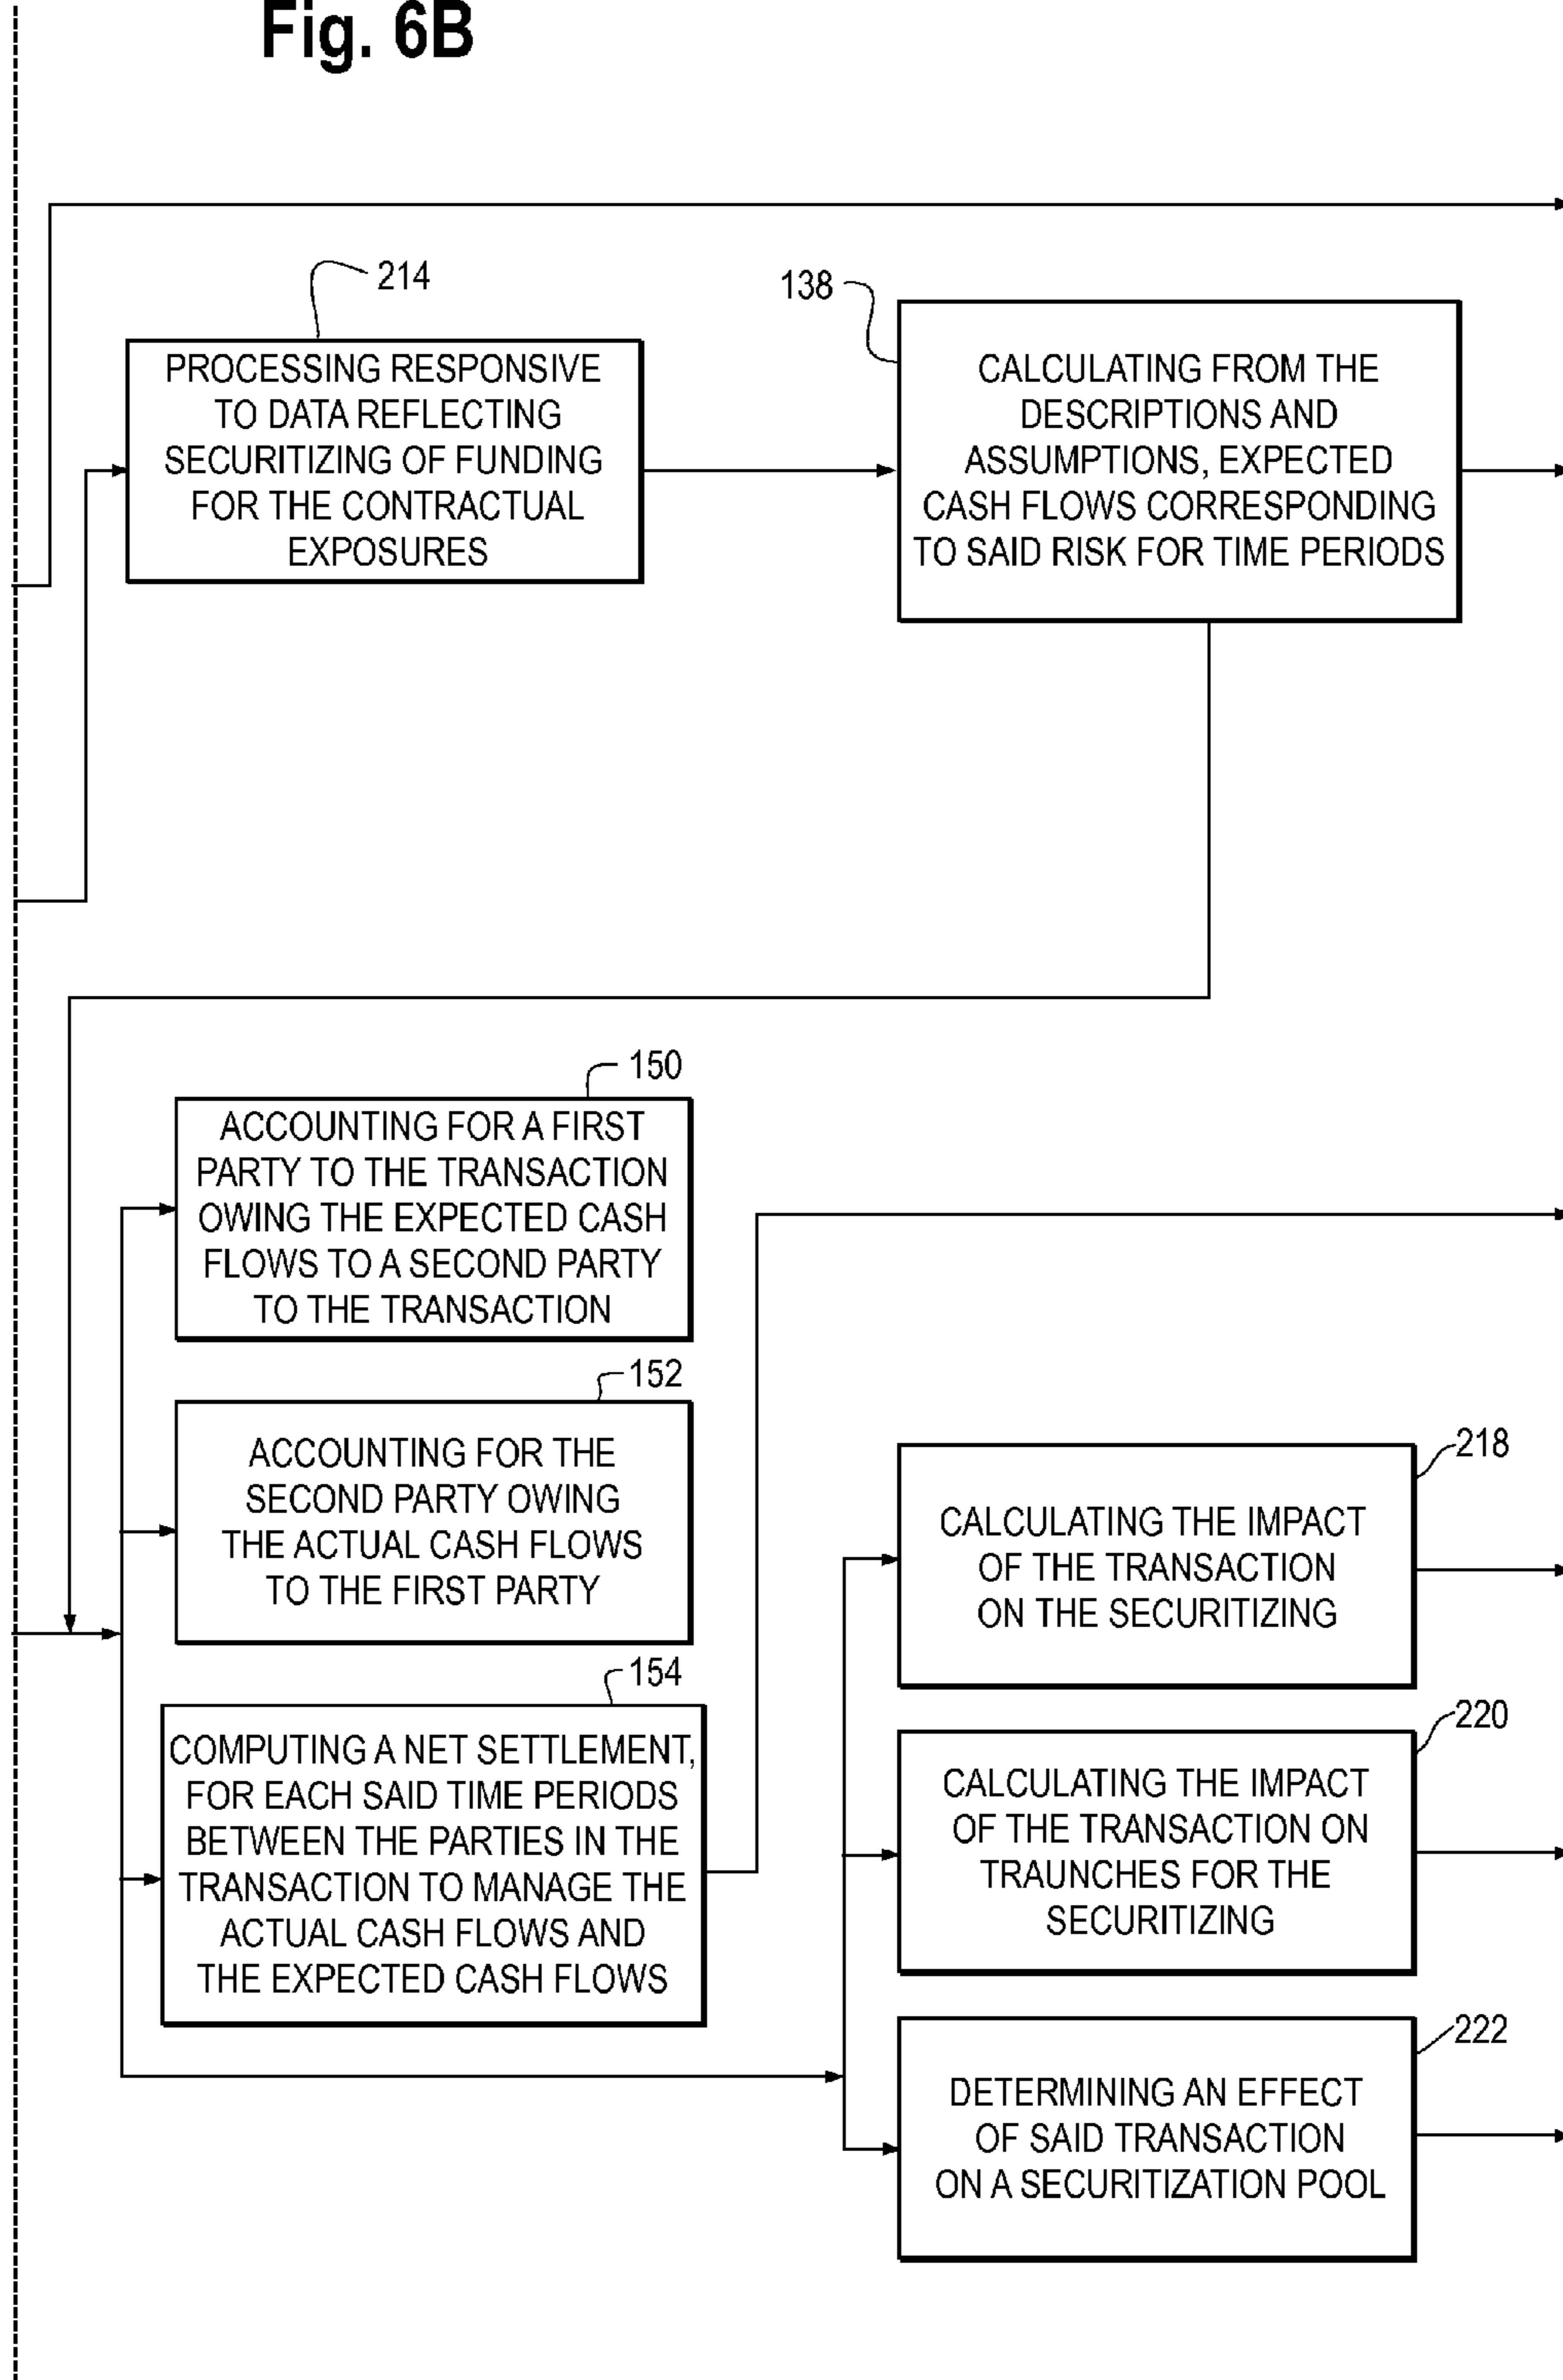 Fig. 6B
214
PROCESSING RESPONSIVE
TO DATA REFLECTING
SECURITIZING OF FUNDING
FOR THE CONTRACTUAL
EXPOSURES
138
CALCULATING FROM THE
DESCRIPTIONS AND
ASSUMPTIONS, EXPECTED
CASH FLOWS CORRESPONDING
TO SAID RISK FOR TIME PERIODS
150
ACCOUNTING FOR A FIRST
PARTY TO THE TRANSACTION
OWING THE EXPECTED CASH
FLOWS TO A SECOND PARTY
TO THE TRANSACTION
152
ACCOUNTING FOR THE
SECOND PARTY OWING
THE ACTUAL CASH FLOWS
TO THE FIRST PARTY
154
COMPUTING A NET SETTLEMENT,
FOR EACH SAID TIME PERIODS
BETWEEN THE PARTIES IN THE
TRANSACTION TO MANAGE THE
ACTUAL CASH FLOWS AND
THE EXPECTED CASH FLOWS
218
CALCULATING THE IMPACT
OF THE TRANSACTION
ON THE SECURITIZING
220
CALCULATING THE IMPACT
OF THE TRANSACTION ON
TRAUNCHES FOR THE
SECURITIZING
222
DETERMINING AN EFFECT
OF SAID TRANSACTION
ON A SECURITIZATION POOL